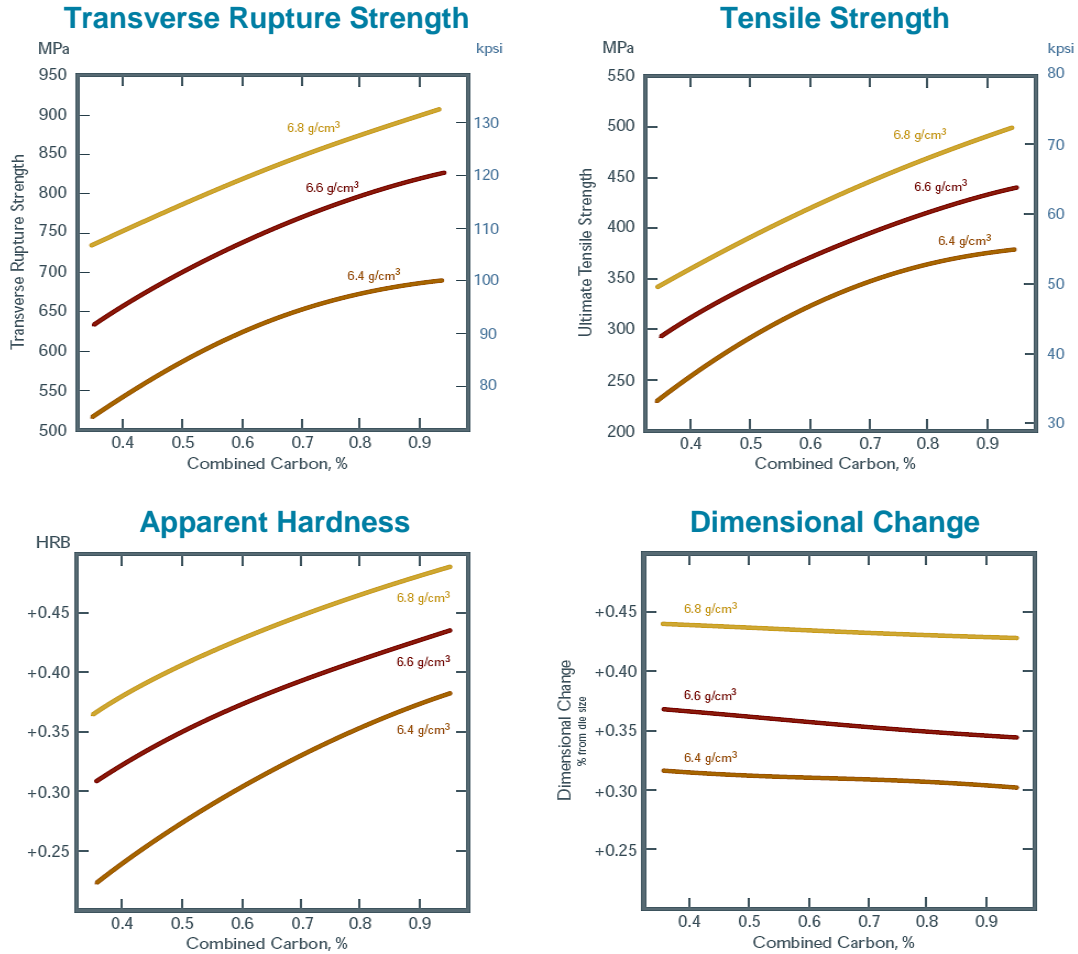 Transverse Rupture Strength
MPa
kpsi
950
900
850
800
750
700
650
600
550
500
130
120
110
100
90
80
Transverse Rupture Strength
6.8 g/cm³
6.6 g/cm³
6.4 g/cm³
0.4 0.5 0.6 0.7 0.8 0.9
Combined Carbon, %
Tensile Strength
MPa
kpsi
550
500
450
400
350
300
250
200
80
70
60
50
40
30
Ultimate Tensile Strength
6.8 g/cm³
6.6 g/cm³
6.4 g/cm³
0.4 0.5 0.6 0.7 0.8 0.9
Combined Carbon, %
Apparent Hardness
HRB
+0.45
+0.40
+0.35
+0.30
+0.25
6.8 g/cm³
6.6 g/cm³
6.4 g/cm³
0.4 0.5 0.6 0.7 0.8 0.9
Combined Carbon, %
Dimensional Change
+0.45
+0.40
+0.35
+0.30
+0.25
Dimensional Change
% from die size
6.8 g/cm³
6.6 g/cm³
6.4 g/cm³
0.4 0.5 0.6 0.7 0.8 0.9
Combined Carbon, %